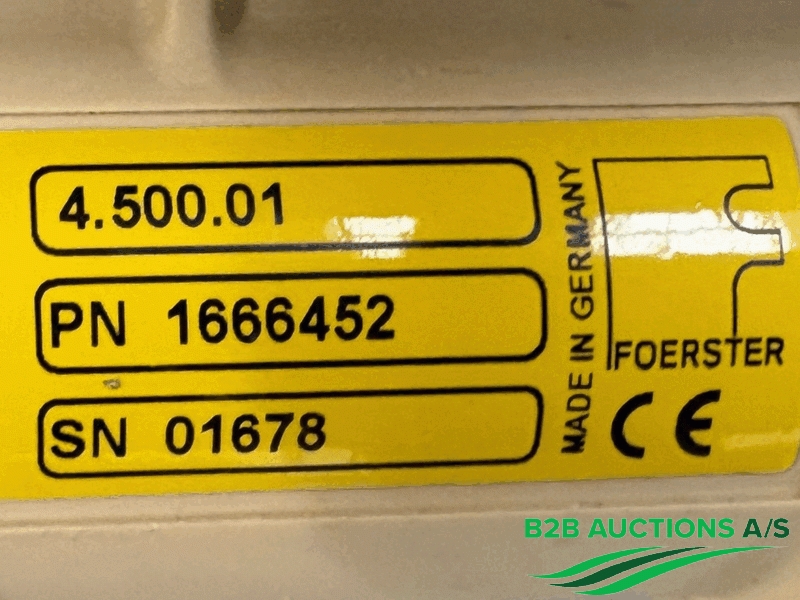 4.500.01
PN 1666452
SN 01678
MADE IN GERMANY
FOERSTER
CE
B2B AUCTIONS A/S